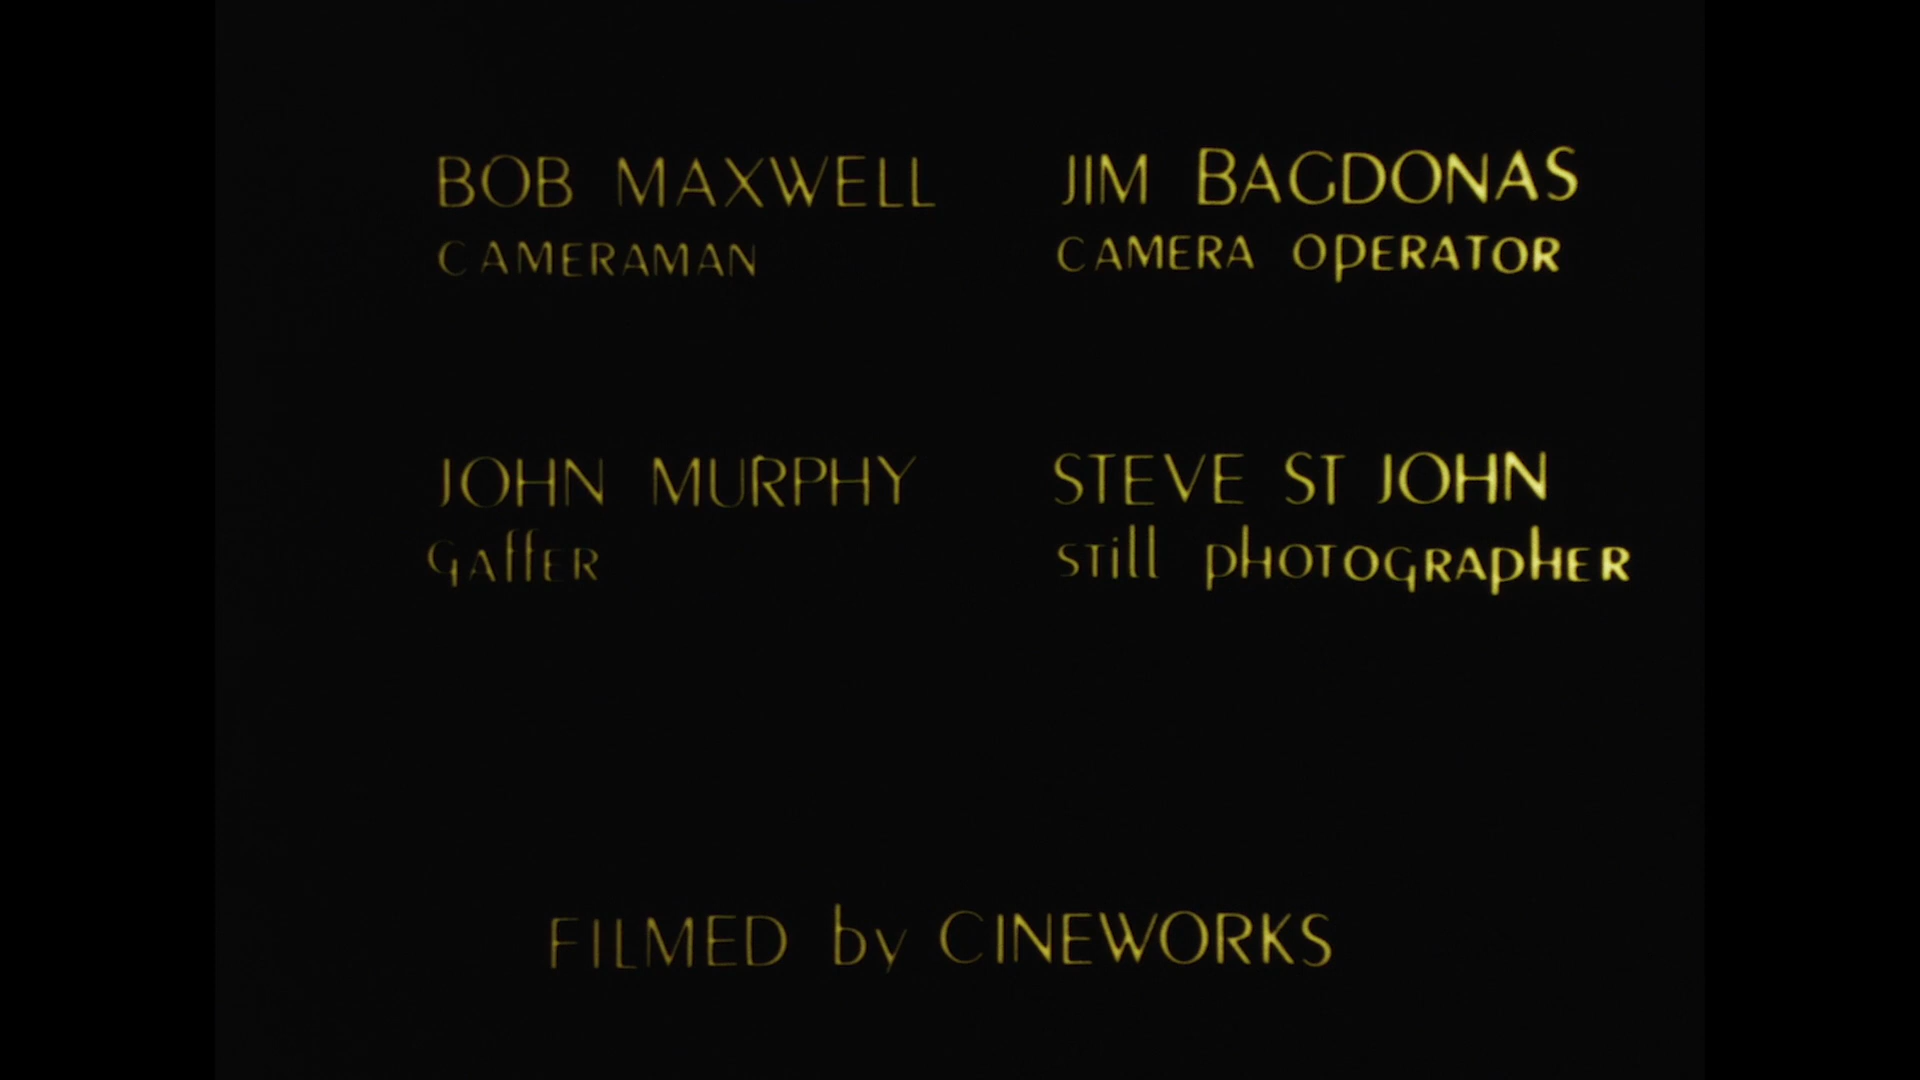 BOB MAXWELL
CAMERAMAN
JIM BAGDONAS
CAMERA OPERATOR
JOHN MURPHY
GAffER
STEVE ST JOHN
still pHOTOGRApHER
FILMED by CINEWORKS